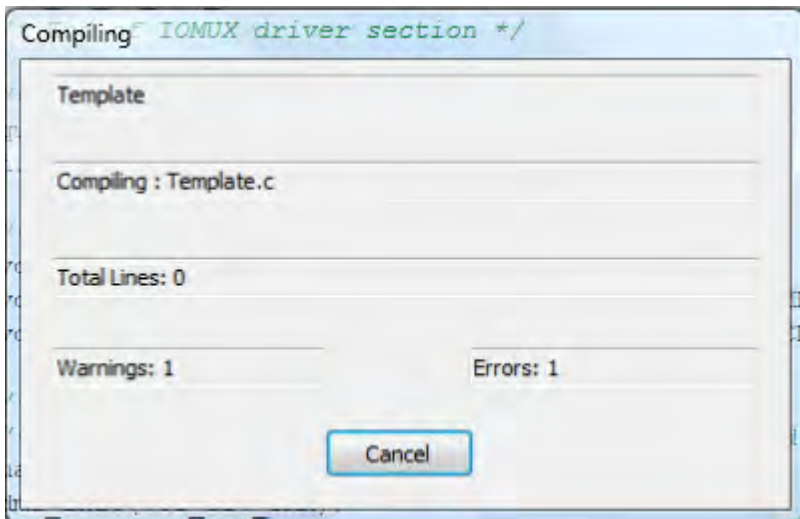 Compiling
IOMUX driver section */
Template
Compiling : Template.c
Total Lines: 0
Warnings: 1
Errors: 1
Cancel